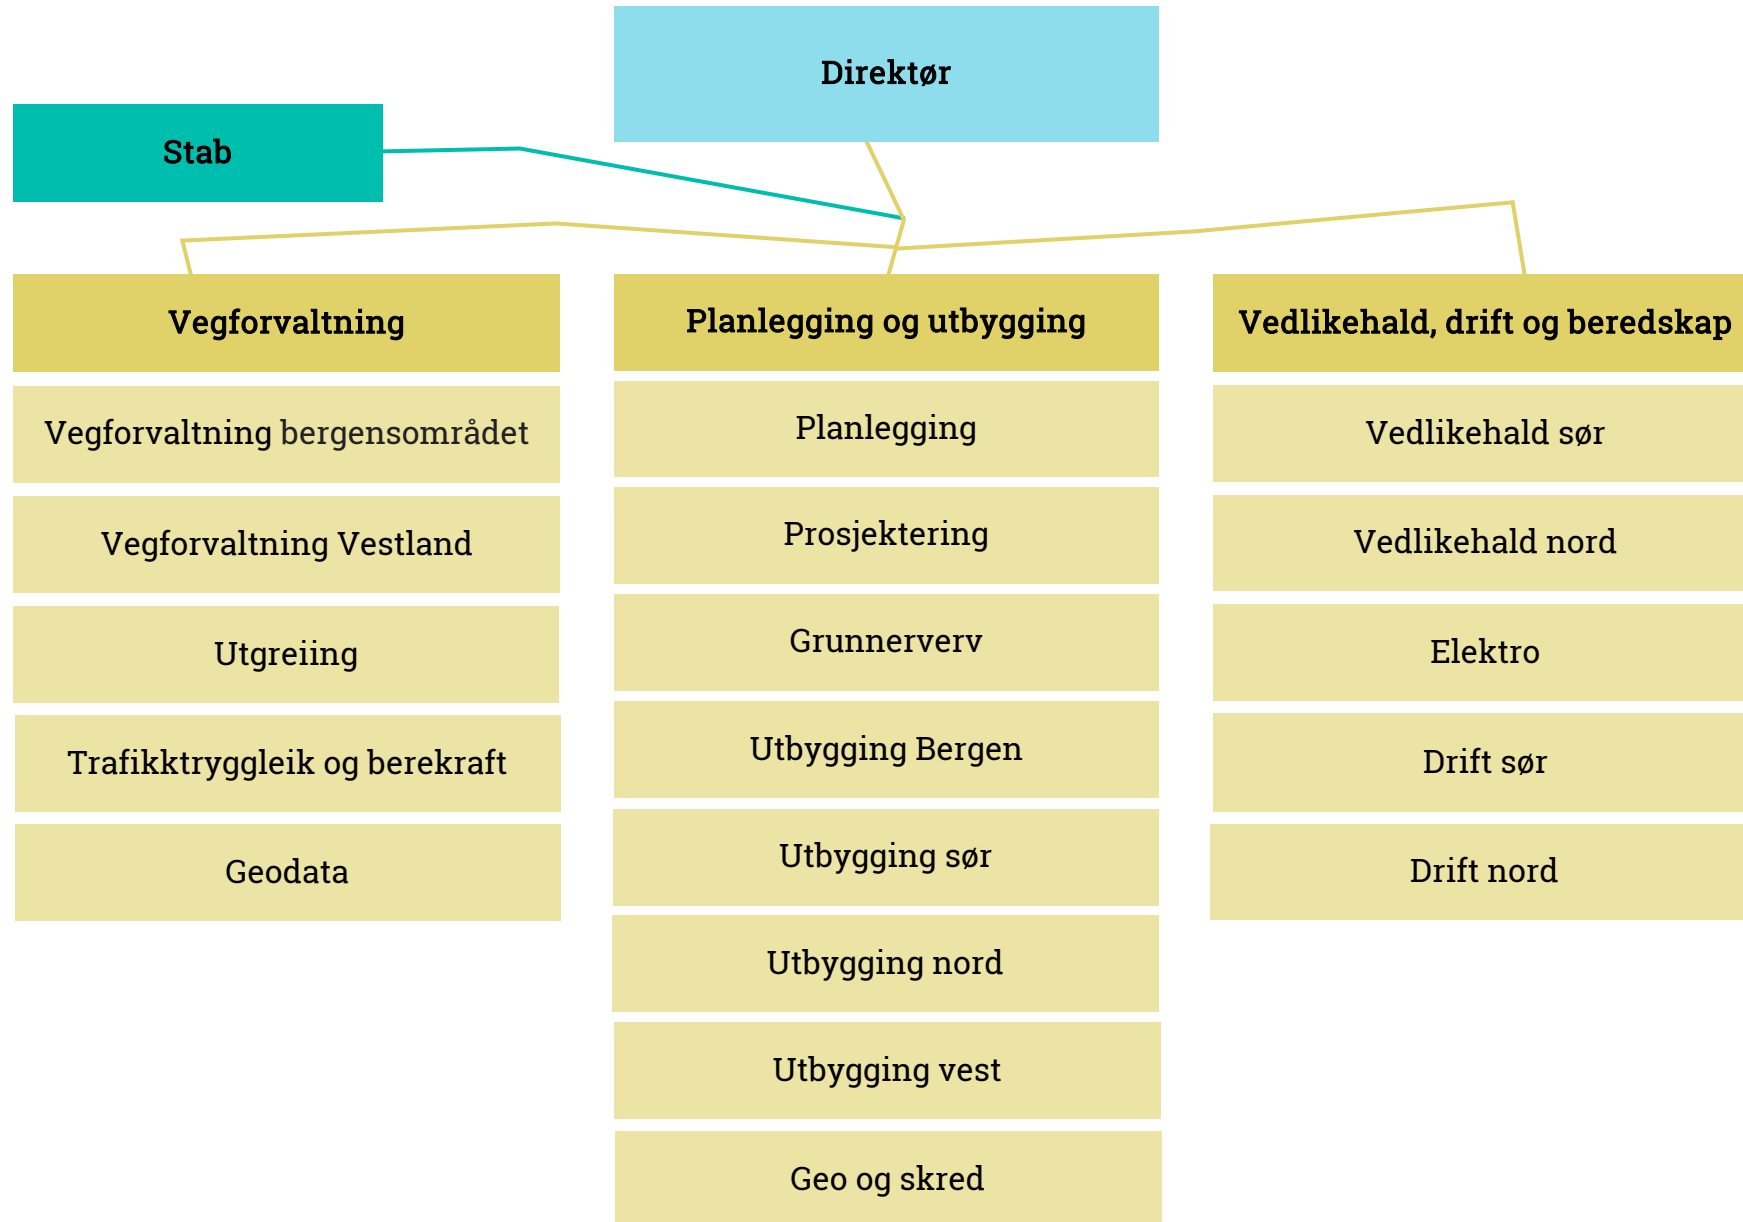 Direktør
Stab
Vegforvaltning
Vegforvaltning bergensområdet
Vegforvaltning Vestland
Utgreiing
Trafikktryggleik og berekraft
Geodata
Planlegging og utbygging
Planlegging
Prosjektering
Grunnerverv
Utbygging Bergen
Utbygging sør
Utbygging nord
Utbygging vest
Geo og skred
Vedlikehald, drift og beredskap
Vedlikehald sør
Vedlikehald nord
Elektro
Drift sør
Drift nord